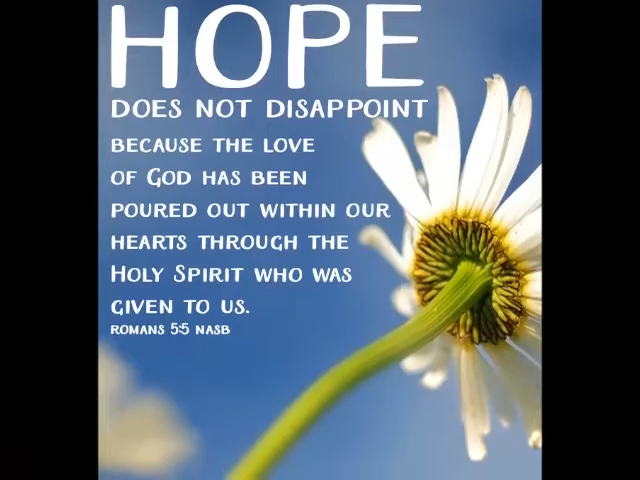 HOPE
DOES NOT DISAPPOINT
BECAUSE THE LOVE
OF GOD HAS BEEN
POURED OUT WITHIN OUR
HEARTS THROUGH THE
HOLY SPIRIT WHO WAS
GIVEN TO US.
ROMANS 5:5 NASB